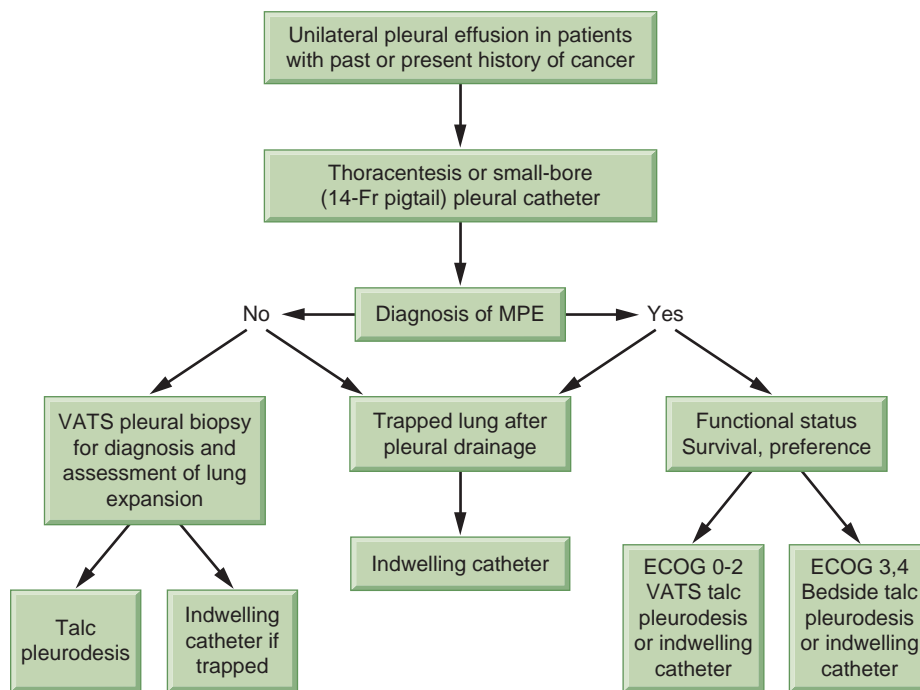 Unilateral pleural effusion in patients
with past or present history of cancer
Thoracentesis or small-bore
(14-Fr pigtail) pleural catheter
No
Diagnosis of MPE
Yes
VATS pleural biopsy
for diagnosis and
assessment of lung
expansion
Trapped lung after
pleural drainage
Functional status
Survival, preference
Talc
pleurodesis
Indwelling
catheter if
trapped
Indwelling catheter
ECOG 0-2
VATS talc
pleurodesis
or indwelling
catheter
ECOG 3,4
Bedside talc
pleurodesis
or indwelling
catheter